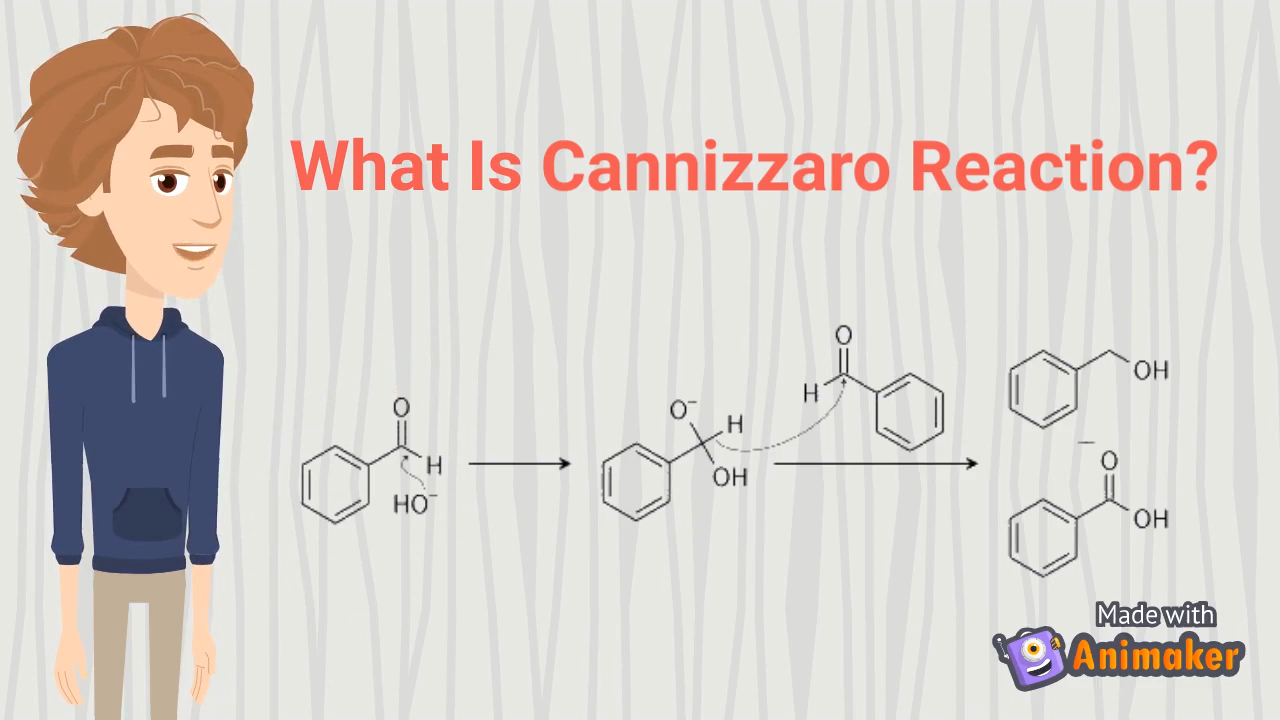 What Is Cannizzaro Reaction?
O
H
HO⁻
O⁻
H
OH
O
H
OH
O
OH
Made with
Animaker